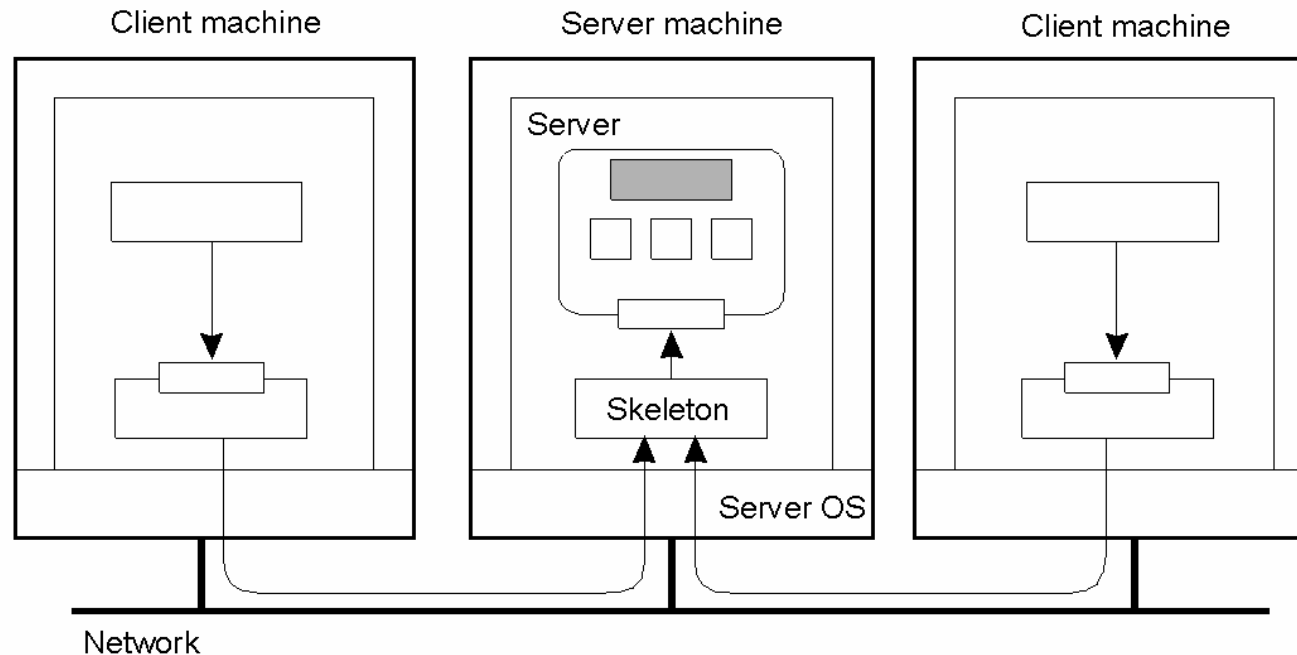 Client machine
Server machine
Client machine
Server
Skeleton
Server OS
Network